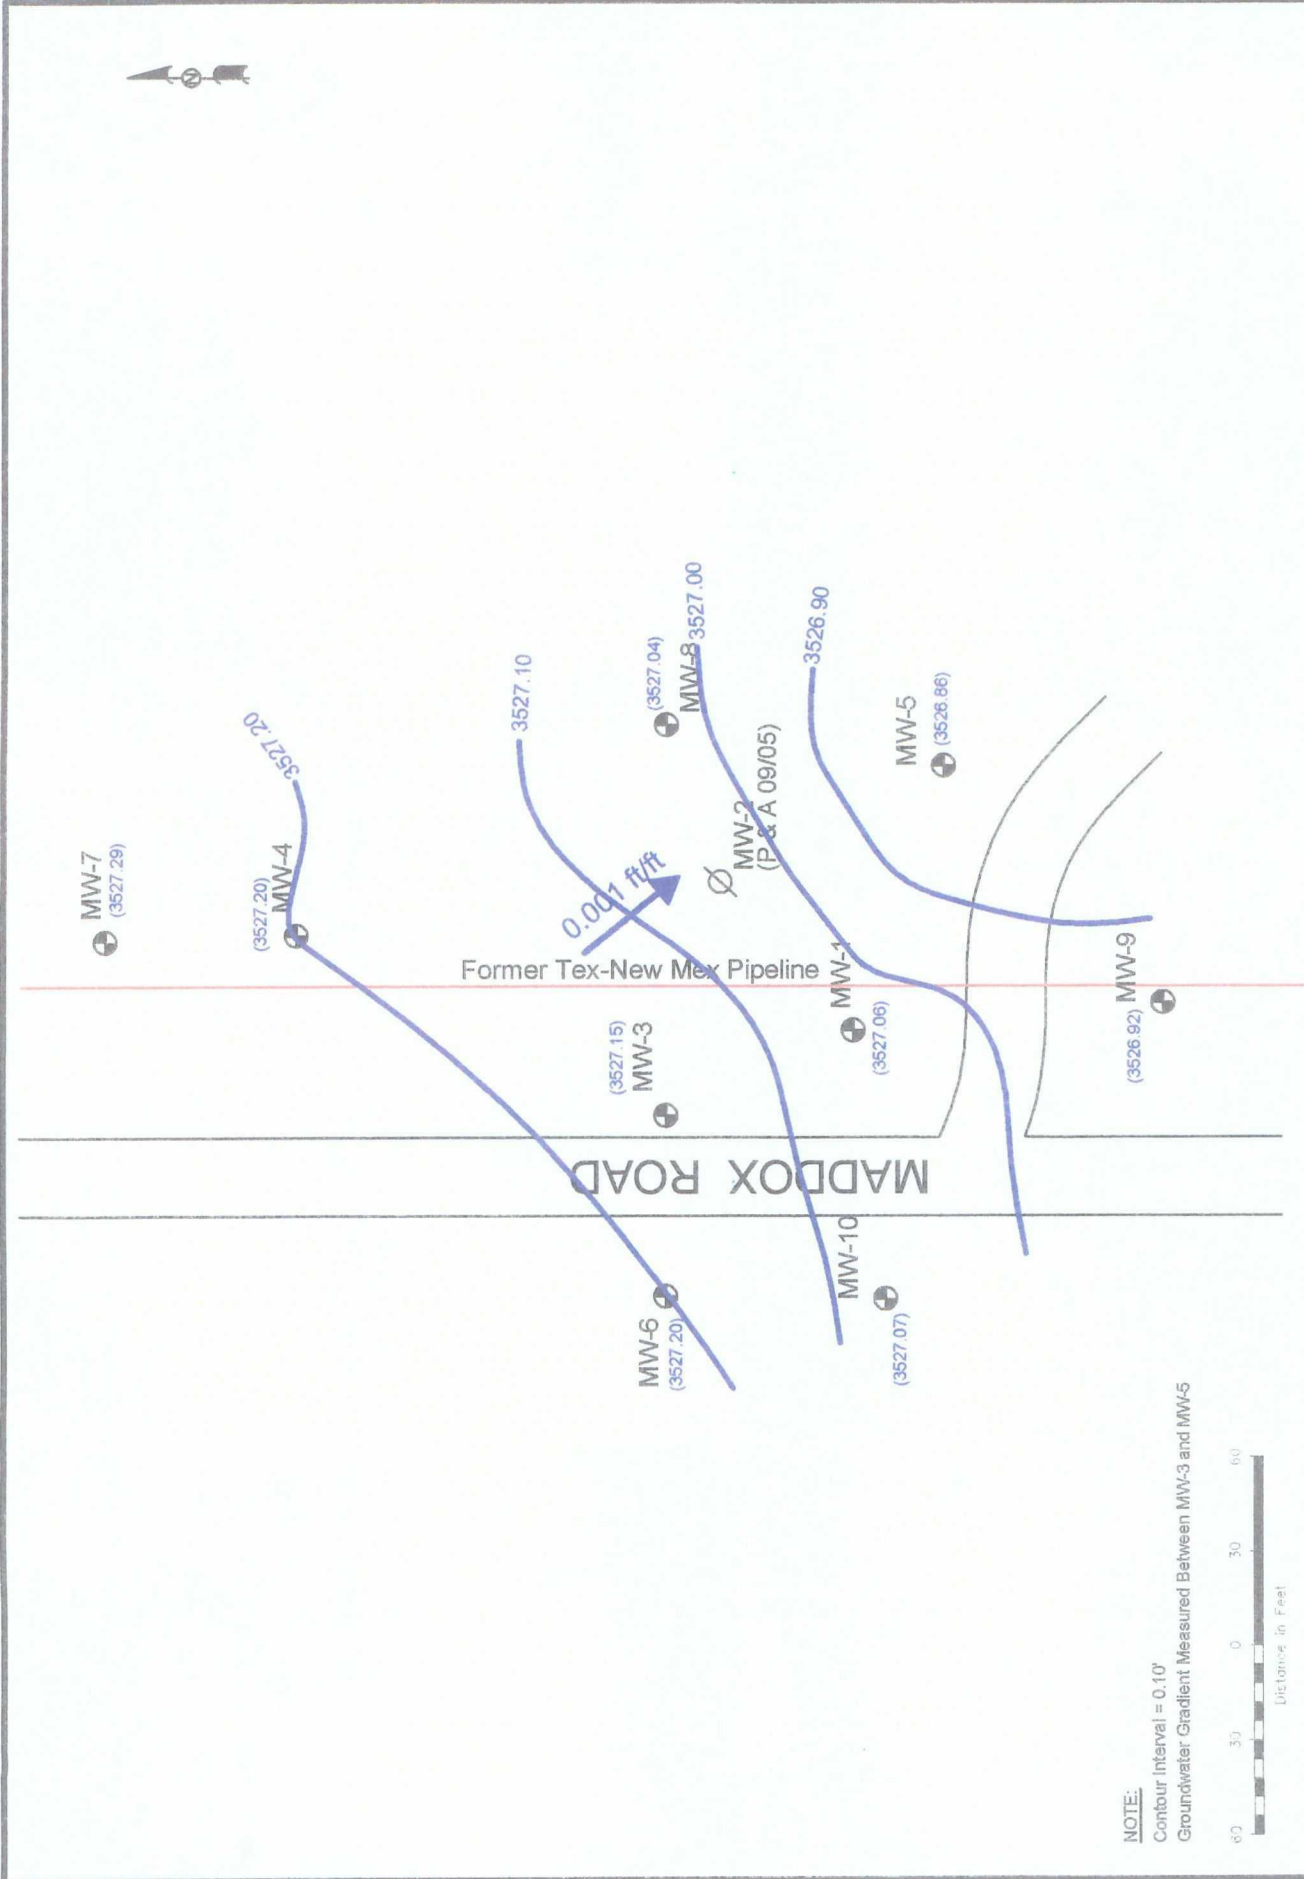 N
MW-7
(3527.29)
(3527.20)
MW-4
3527.20
3527.10
0.001 ft/ft
Former Tex-New Mex Pipeline
(3527.15)
MW-3
(3527.04)
MW-8
3527.00
MW-2
(P & A 09/05)
3526.90
MW-5
(3526.86)
MW-1
(3527.06)
MW-9
(3526.92)
MADDOX ROAD
MW-6
(3527.20)
MW-10
(3527.07)
NOTE:
Contour Interval = 0.10'
Groundwater Gradient Measured Between MW-3 and MW-5
60 30 0 30 60
Distance in Feet